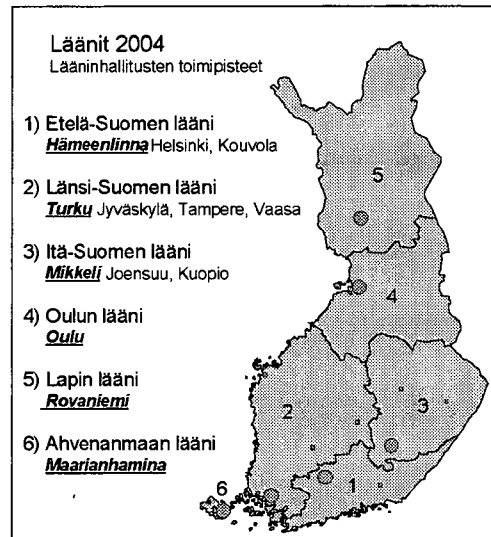 Läänit 2004
Lääninhallitusten toimipisteet
1) Etelä-Suomen lääni
Hämeenlinna Helsinki, Kouvola
2) Länsi-Suomen lääni
Turku Jyväskylä, Tampere, Vaasa
3) Itä-Suomen lääni
Mikkeli Joensuu, Kuopio
4) Oulun lääni
Oulu
5) Lapin lääni
Rovaniemi
6) Ahvenanmaan lääni
Maarianhamina
5
4
3
2
1
6